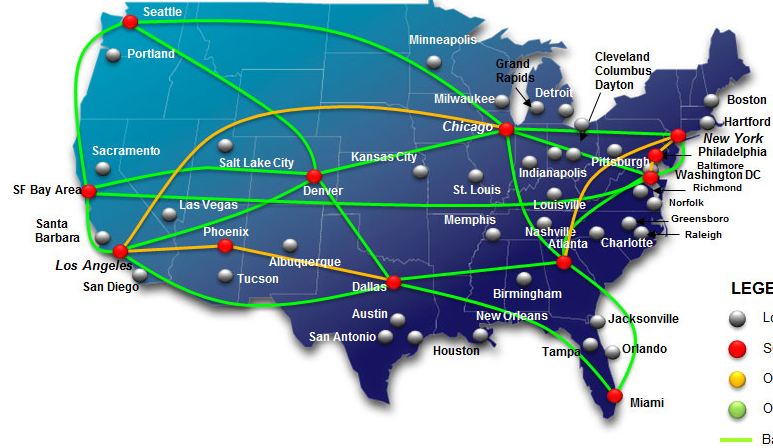 Seattle
Portland
Minneapolis
Grand
Rapids
Cleveland
Columbus
Dayton
Milwaukee
Detroit
Boston
Chicago
Hartford
New York
Sacramento
Salt Lake City
Kansas City
Pittsburgh
Philadelphia
Baltimore
Indianapolis
Washington DC
SF Bay Area
Denver
St. Louis
Richmond
Las Vegas
Louisville
Norfolk
Santa
Barbara
Phoenix
Memphis
Nashville
Greensboro
Atlanta
Charlotte
Raleigh
Los Angeles
Albuquerque
San Diego
Tucson
Dallas
Birmingham
LEGE
Austin
New Orleans
Jacksonville
Lo
San Antonio
Houston
Tampa
Orlando
S
O
Miami
O
Ba